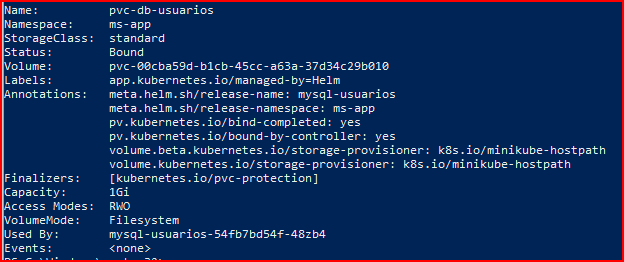 Name:          pvc-db-usuarios
Namespace:     ms-app
StorageClass:  standard
Status:        Bound
Volume:        pvc-00cba59d-b1cb-45cc-a63a-37d34c29b010
Labels:        app.kubernetes.io/managed-by=Helm
Annotations:   meta.helm.sh/release-name: mysql-usuarios
               meta.helm.sh/release-namespace: ms-app
               pv.kubernetes.io/bind-completed: yes
               pv.kubernetes.io/bound-by-controller: yes
               volume.beta.kubernetes.io/storage-provisioner: k8s.io/minikube-hostpath
               volume.kubernetes.io/storage-provisioner: k8s.io/minikube-hostpath
Finalizers:    [kubernetes.io/pvc-protection]
Capacity:      1Gi
Access Modes:  RWO
VolumeMode:    Filesystem
Used By:       mysql-usuarios-54fb7bd54f-48zb4
Events:        <none>